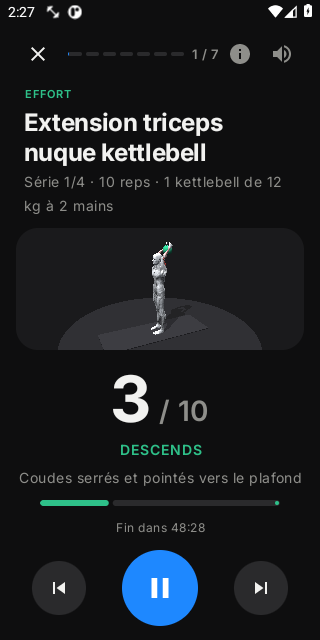 2:27
1 / 7
EFFORT
Extension triceps
nuque kettlebell
Série 1/4 · 10 reps · 1 kettlebell de 12
kg à 2 mains
3 / 10
DESCENDS
Coudes serrés et pointés vers le plafond
Fin dans 48:28